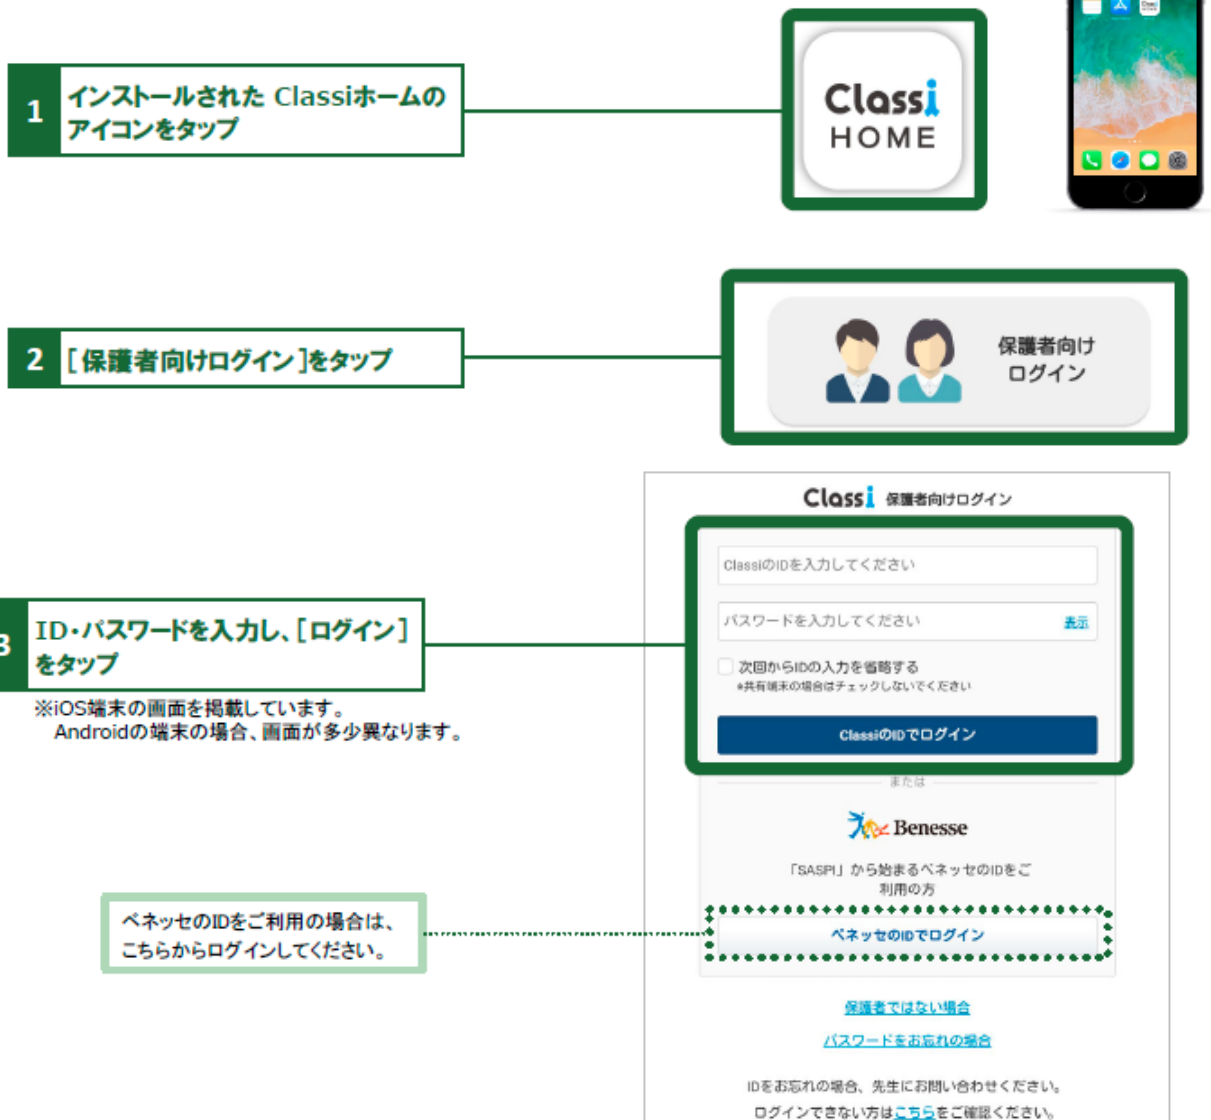 1
インストールされた Classiホームの
アイコンをタップ
Classi
HOME
2
[保護者向けログイン]をタップ
保護者向け
ログイン
Classi 保護者向けログイン
3
ID・パスワードを入力し、[ログイン]
をタップ
※iOS端末の画面を掲載しています。
Androidの端末の場合、画面が多少異なります。
ClassiのIDを入力してください
パスワードを入力してください 表示
次回からIDの入力を省略する
*共有端末の場合はチェックしないでください
ClassiのIDでログイン
または
Benesse
「SASPI」から始まるベネッセのIDをご
利用の方
ベネッセのIDをご利用の場合は、
こちらからログインしてください。
ベネッセのIDでログイン
保護者ではない場合
パスワードをお忘れの場合
IDをお忘れの場合、先生にお問い合わせください。
ログインできない方はこちらをご確認ください。